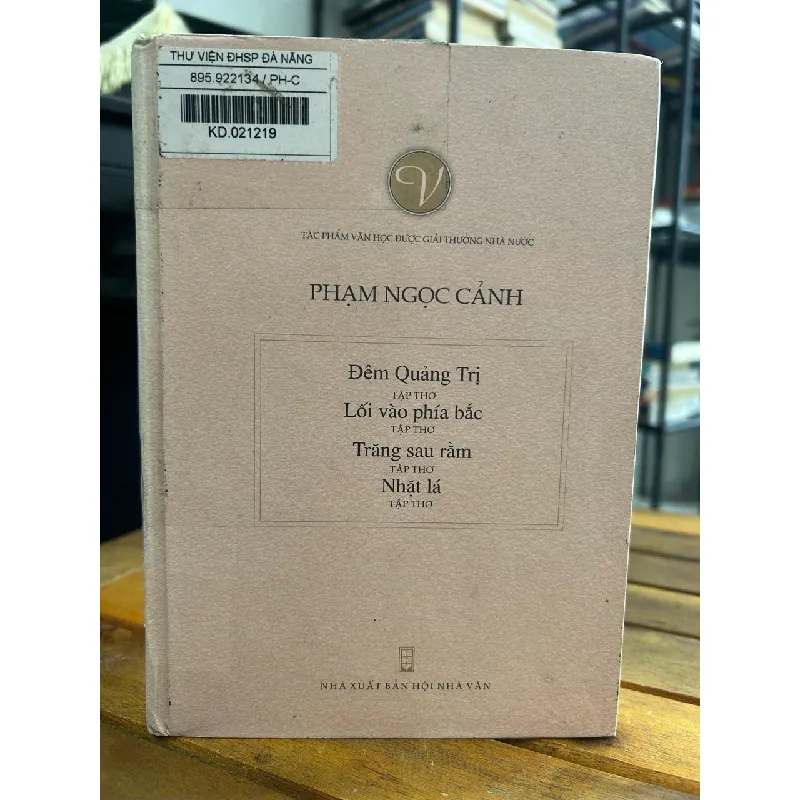 THƯ VIỆN ĐHSP ĐÀ NẴNG
895.922134 / PH-C
KD.021219
V
TÁC PHẨM VĂN HỌC ĐƯỢC GIẢI THƯỞNG NHÀ NƯỚC
PHẠM NGỌC CẢNH
Đêm Quảng Trị
TẬP THƠ
Lối vào phía bắc
TẬP THƠ
Trăng sau rằm
TẬP THƠ
Nhặt lá
TẬP THƠ
NHÀ XUẤT BẢN HỘI NHÀ VĂN